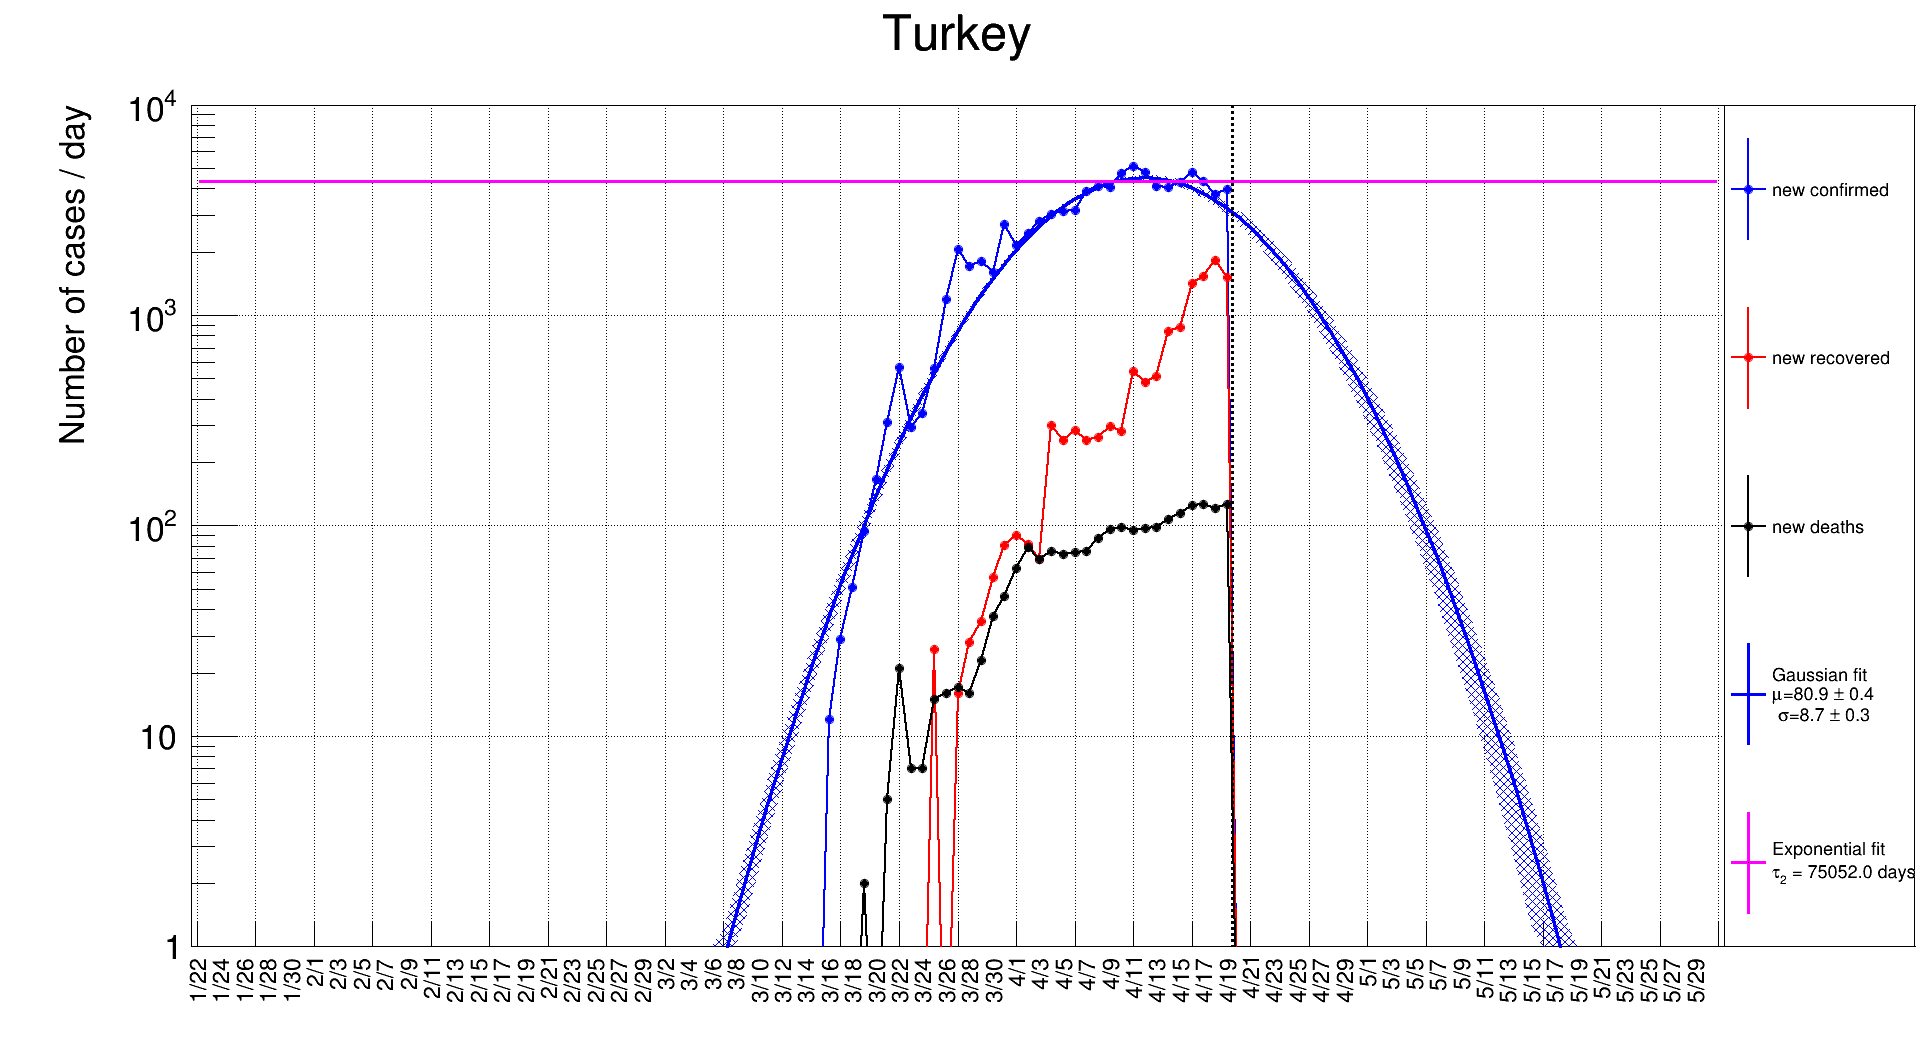 Turkey
Number of cases / day
10^4
10^3
10^2
10
1
1/22 1/24 1/26 1/28 1/30 2/1 2/3 2/5 2/7 2/9 2/11 2/13 2/15 2/17 2/19 2/21 2/23 2/25 2/27 2/29 3/2 3/4 3/6 3/8 3/10 3/12 3/14 3/16 3/18 3/20 3/22 3/24 3/26 3/28 3/30 4/1 4/3 4/5 4/7 4/9 4/11 4/13 4/15 4/17 4/19 4/21 4/23 4/25 4/27 4/29 5/1 5/3 5/5 5/7 5/9 5/11 5/13 5/15 5/17 5/19 5/21 5/23 5/25 5/27 5/29
new confirmed
new recovered
new deaths
Gaussian fit
μ=80.9 ± 0.4
σ=8.7 ± 0.3
Exponential fit
τ₂ = 75052.0 days